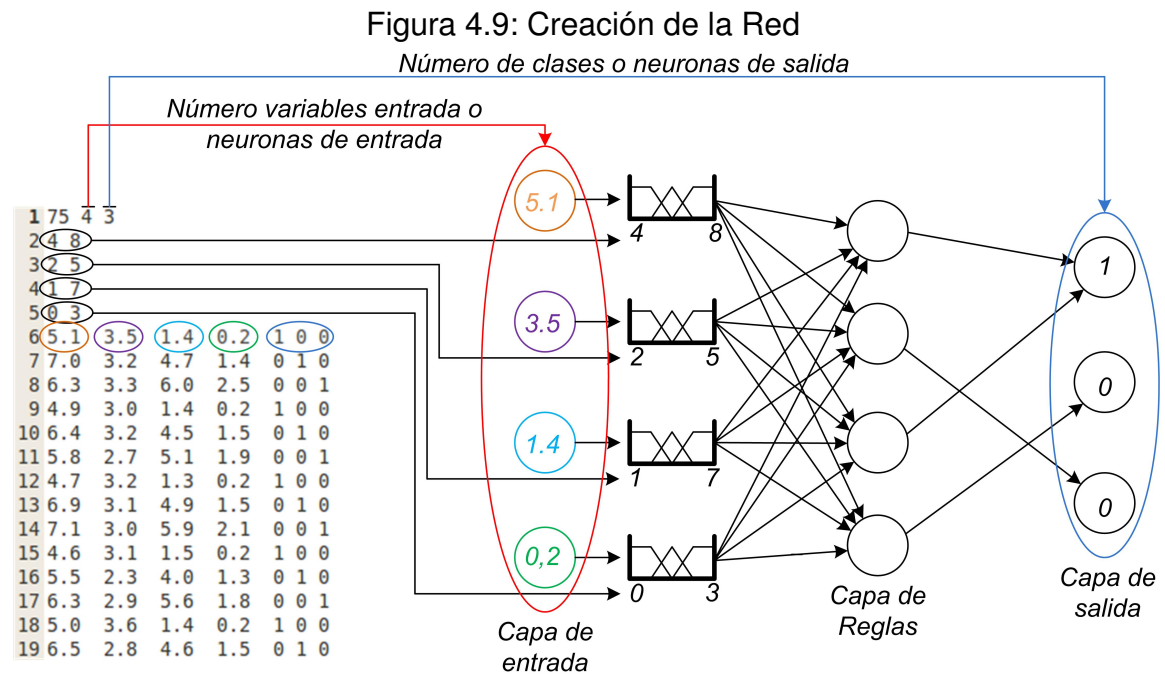 Figura 4.9: Creación de la Red
Número de clases o neuronas de salida
Número variables entrada o
neuronas de entrada
1 75 4 3
2 4 8
3 2 5
4 1 7
5 0 3
6 5.1 3.5 1.4 0.2 1 0 0
7 7.0 3.2 4.7 1.4 0 1 0
8 6.3 3.3 6.0 2.5 0 0 1
9 4.9 3.0 1.4 0.2 1 0 0
10 6.4 3.2 4.5 1.5 0 1 0
11 5.8 2.7 5.1 1.9 0 0 1
12 4.7 3.2 1.3 0.2 1 0 0
13 6.9 3.1 4.9 1.5 0 1 0
14 7.1 3.0 5.9 2.1 0 0 1
15 4.6 3.1 1.5 0.2 1 0 0
16 5.5 2.3 4.0 1.3 0 1 0
17 6.3 2.9 5.6 1.8 0 0 1
18 5.0 3.6 1.4 0.2 1 0 0
19 6.5 2.8 4.6 1.5 0 1 0
5.1
4 8
3.5
2 5
1.4
1 7
0,2
0 3
Capa de
entrada
Capa de
Reglas
1
0
0
Capa de
salida